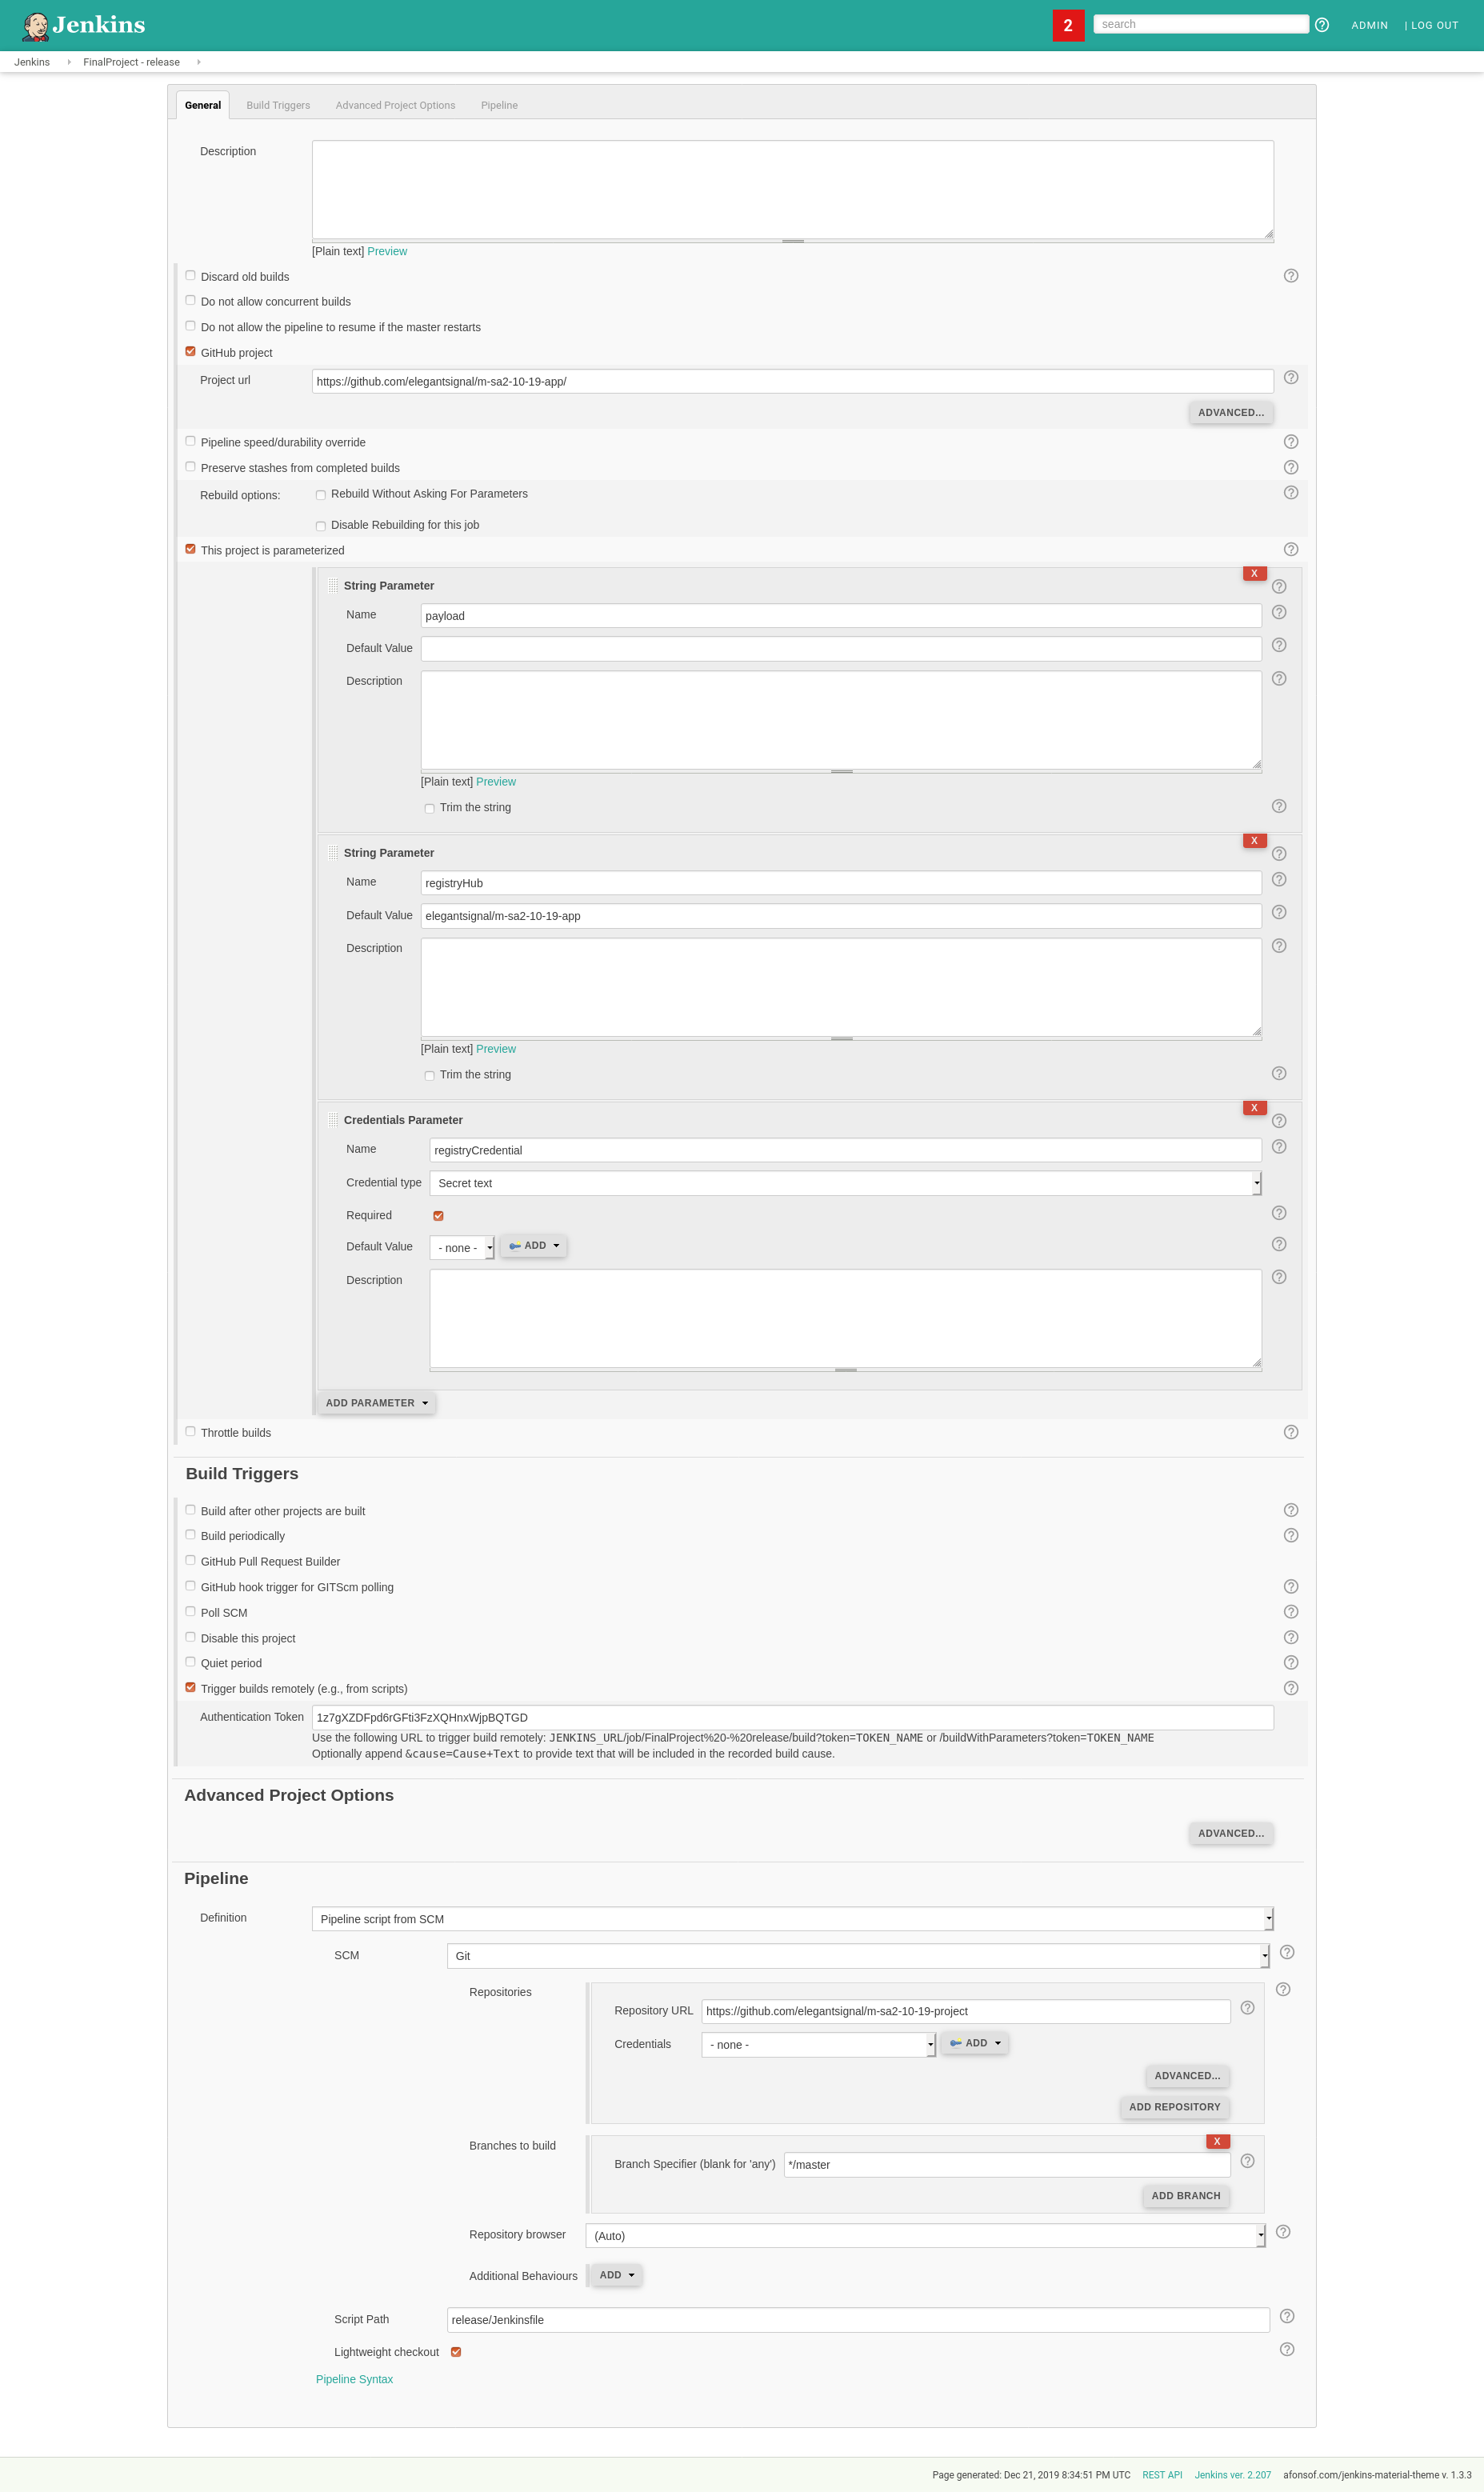 Jenkins
2
search
ADMIN
| LOG OUT
Jenkins
FinalProject - release
General
Build Triggers
Advanced Project Options
Pipeline
Description
[Plain text] Preview
Discard old builds
Do not allow concurrent builds
Do not allow the pipeline to resume if the master restarts
GitHub project
Project url
https://github.com/elegantsignal/m-sa2-10-19-app/
ADVANCED...
Pipeline speed/durability override
Preserve stashes from completed builds
Rebuild options:
Rebuild Without Asking For Parameters
Disable Rebuilding for this job
This project is parameterized
X
String Parameter
Name
payload
Default Value
Description
[Plain text] Preview
Trim the string
X
String Parameter
Name
registryHub
Default Value
elegantsignal/m-sa2-10-19-app
Description
[Plain text] Preview
Trim the string
X
Credentials Parameter
Name
registryCredential
Credential type
Secret text
Required
Default Value
- none -
ADD
Description
ADD PARAMETER
Throttle builds
Build Triggers
Build after other projects are built
Build periodically
GitHub Pull Request Builder
GitHub hook trigger for GITScm polling
Poll SCM
Disable this project
Quiet period
Trigger builds remotely (e.g., from scripts)
Authentication Token
1z7gXZDFpd6rGFti3FzXQHnxWjpBQTGD
Use the following URL to trigger build remotely: JENKINS_URL/job/FinalProject%20-%20release/build?token=TOKEN_NAME or /buildWithParameters?token=TOKEN_NAME
Optionally append &cause=Cause+Text to provide text that will be included in the recorded build cause.
Advanced Project Options
ADVANCED...
Pipeline
Definition
Pipeline script from SCM
SCM
Git
Repositories
Repository URL
https://github.com/elegantsignal/m-sa2-10-19-project
Credentials
- none -
ADD
ADVANCED...
ADD REPOSITORY
Branches to build
X
Branch Specifier (blank for 'any')
*/master
ADD BRANCH
Repository browser
(Auto)
Additional Behaviours
ADD
Script Path
release/Jenkinsfile
Lightweight checkout
Pipeline Syntax
Page generated: Dec 21, 2019 8:34:51 PM UTC
REST API
Jenkins ver. 2.207
afonsof.com/jenkins-material-theme v. 1.3.3